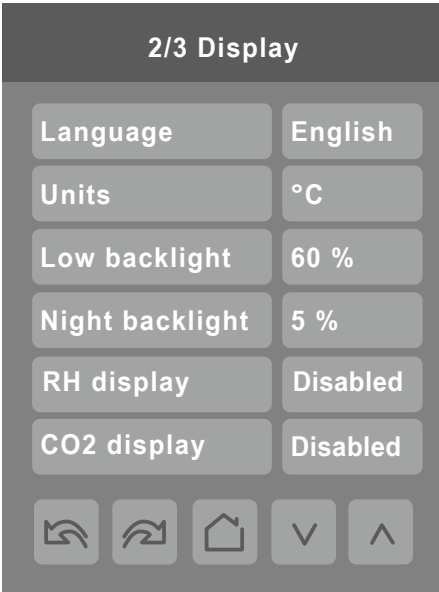 2/3 Display
Language English
Units °C
Low backlight 60 %
Night backlight 5 %
RH display Disabled
CO2 display Disabled